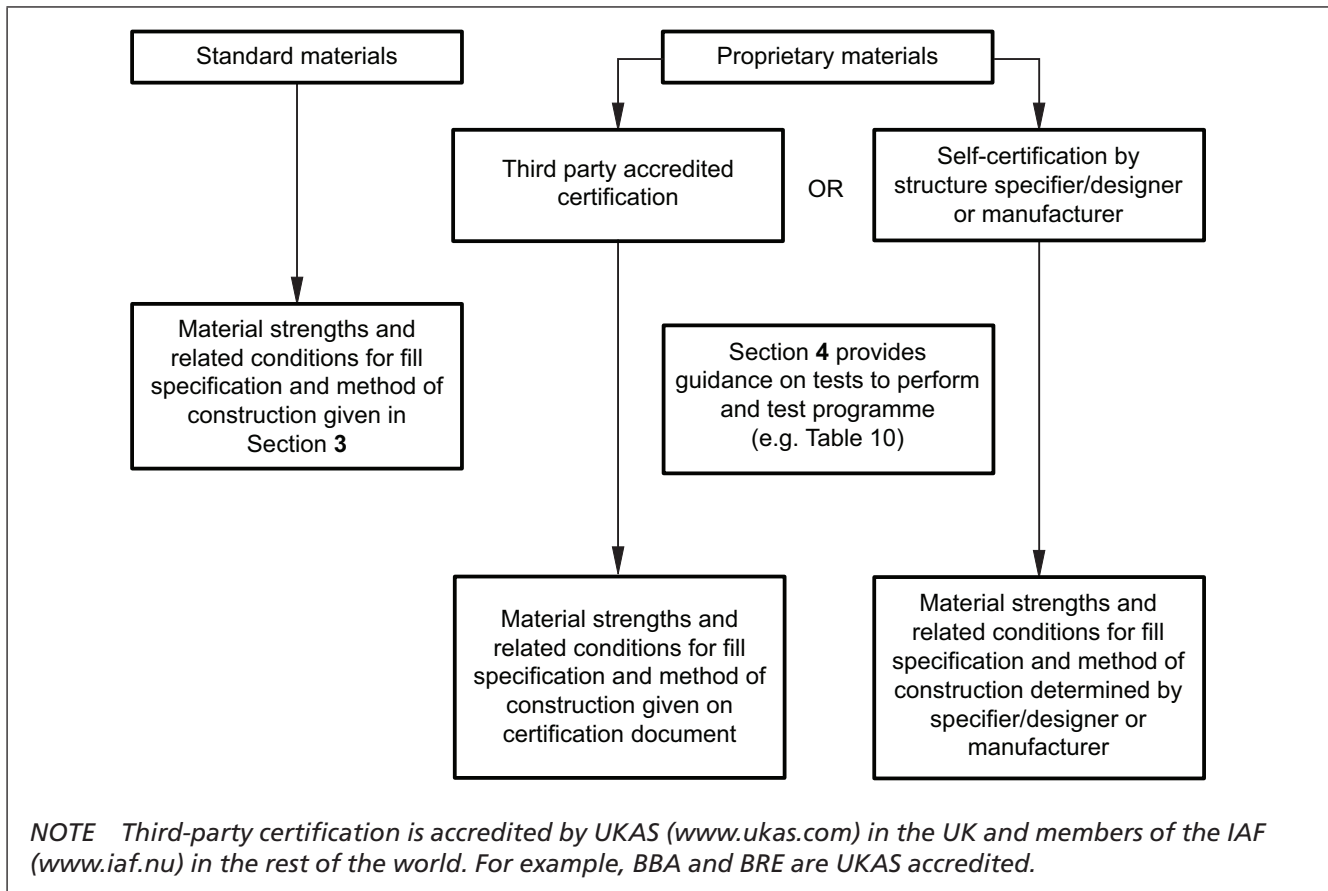 Standard materials
Proprietary materials
Third party accredited
certification
OR
Self-certification by
structure specifier/designer
or manufacturer
Material strengths and
related conditions for fill
specification and method of
construction given in
Section 3
Section 4 provides
guidance on tests to perform
and test programme
(e.g. Table 10)
Material strengths and
related conditions for fill
specification and method of
construction given on
certification document
Material strengths and
related conditions for fill
specification and method of
construction determined by
specifier/designer or
manufacturer
NOTE Third-party certification is accredited by UKAS (www.ukas.com) in the UK and members of the IAF
(www.iaf.nu) in the rest of the world. For example, BBA and BRE are UKAS accredited.